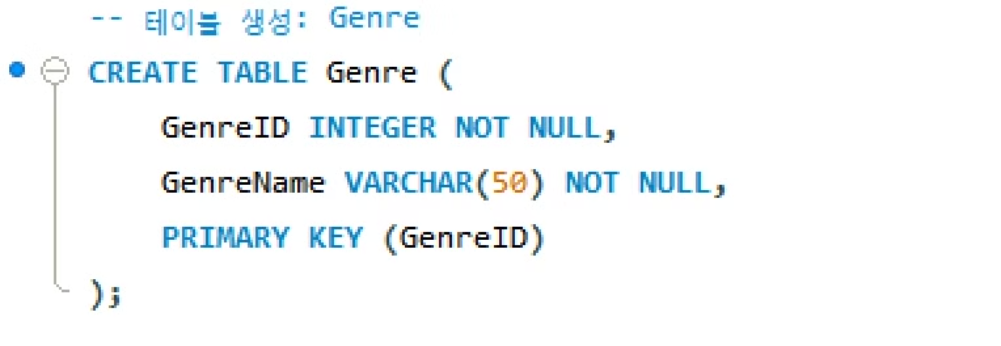 -- 테이블 생성: Genre
CREATE TABLE Genre (
GenreID INTEGER NOT NULL,
GenreName VARCHAR(50) NOT NULL,
PRIMARY KEY (GenreID)
);